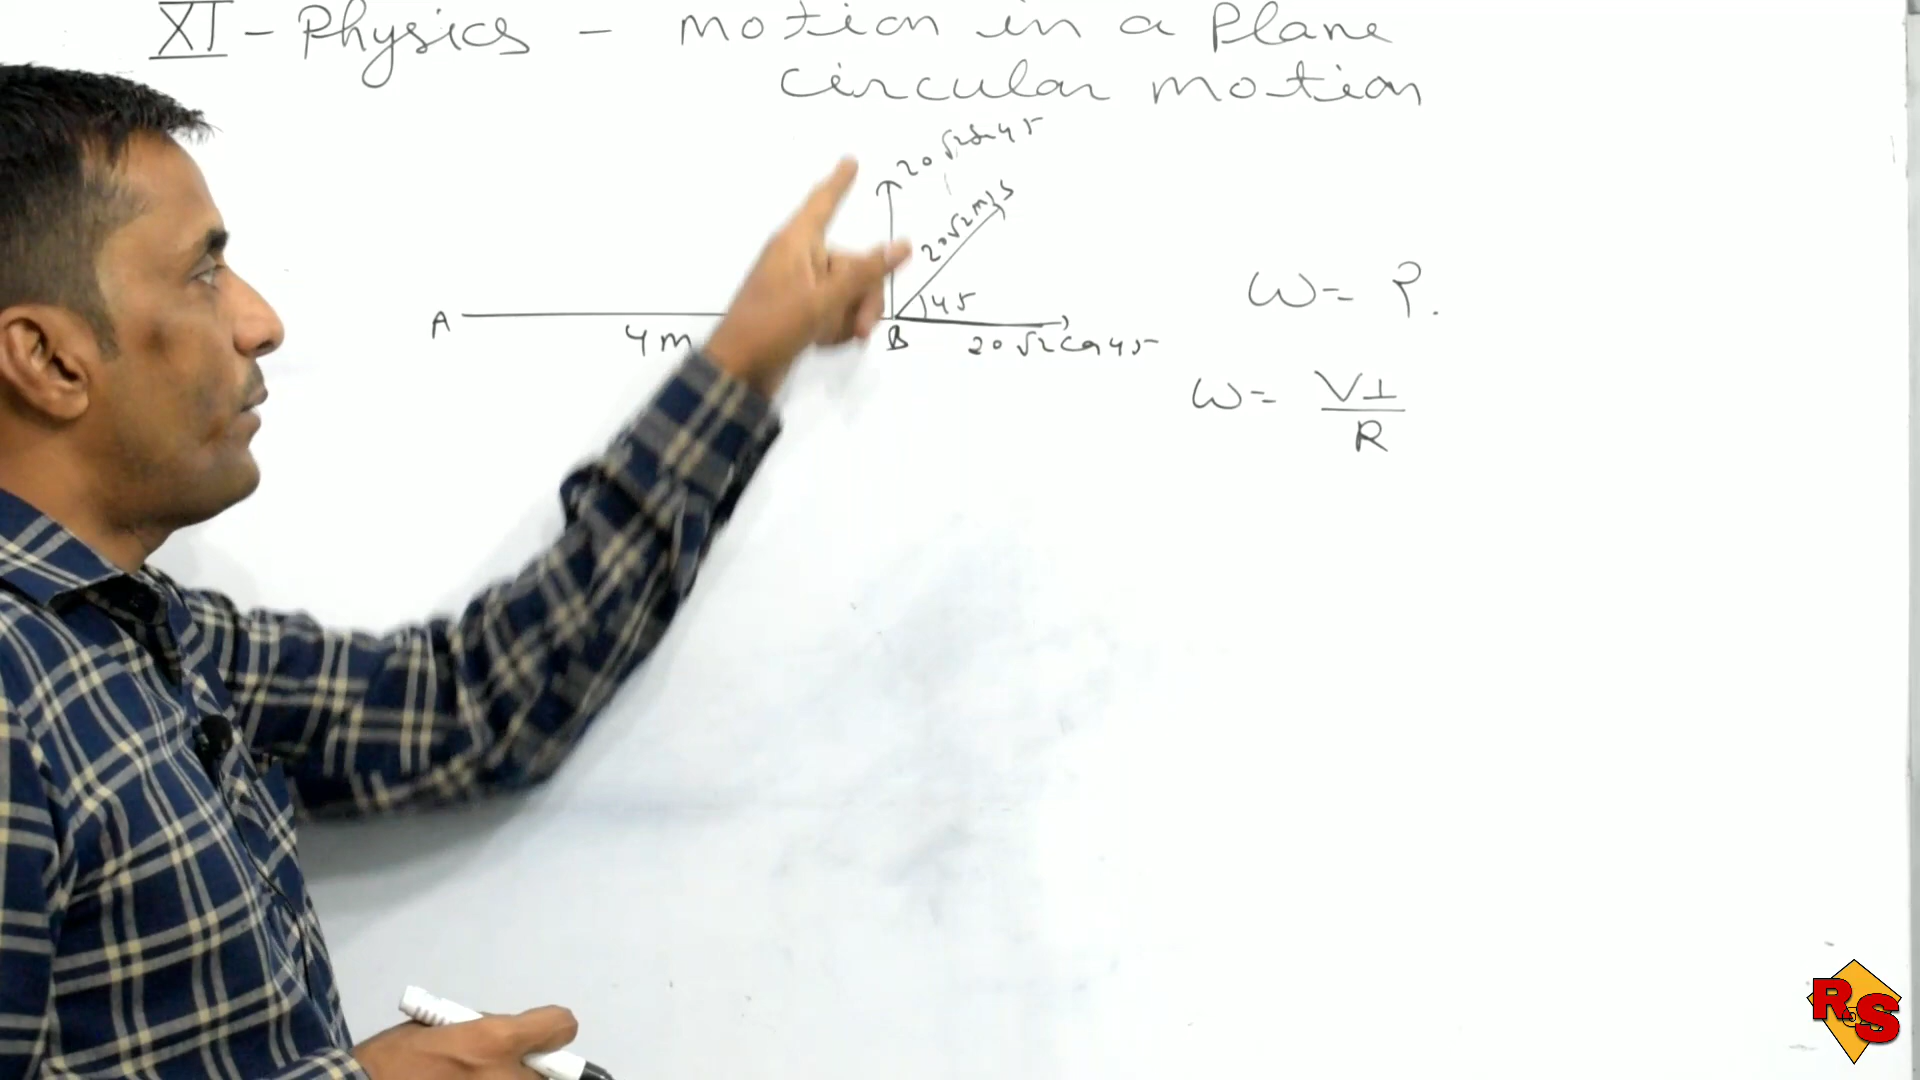 XI - Physics - motion in a Plane
circular motion
20√2 Sin 45
20√2 m/s
45
A
4m
B
20√2 Cos 45
ω = ?.
ω = V⊥/R
R S